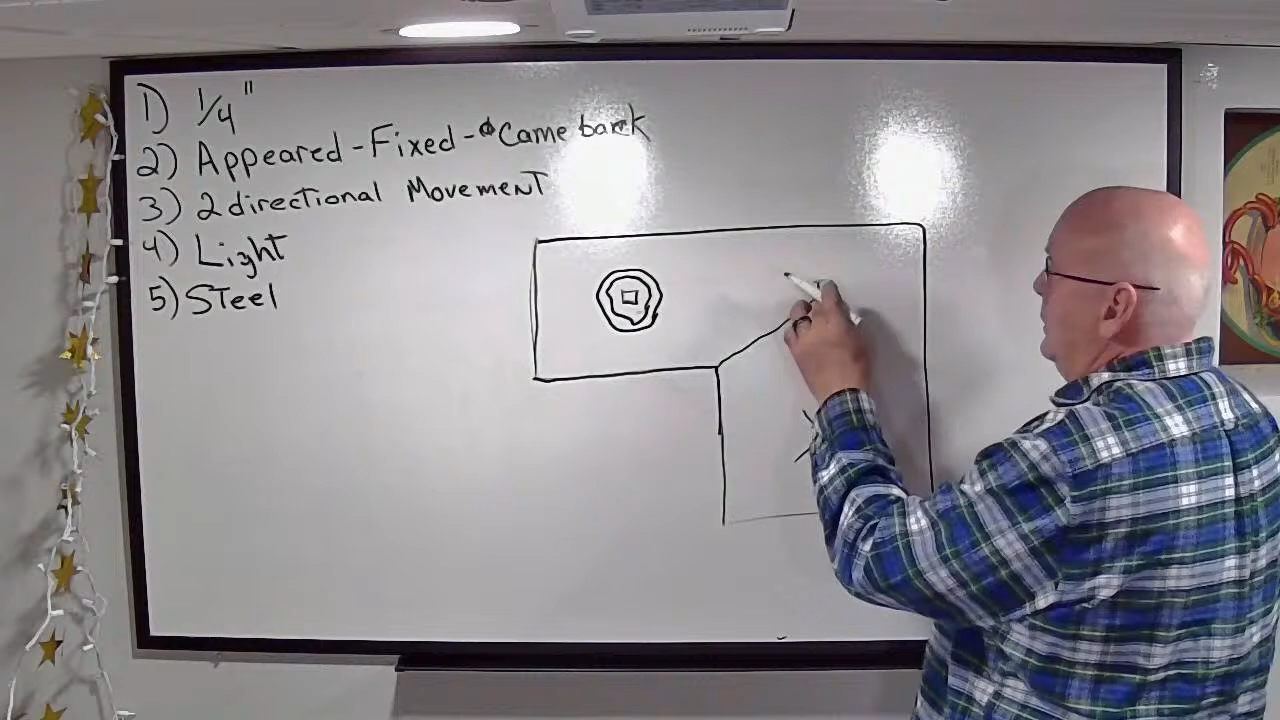 1) 1/4"
2) Appeared - Fixed - Came back
3) 2 directional Movement
4) Light
5) Steel